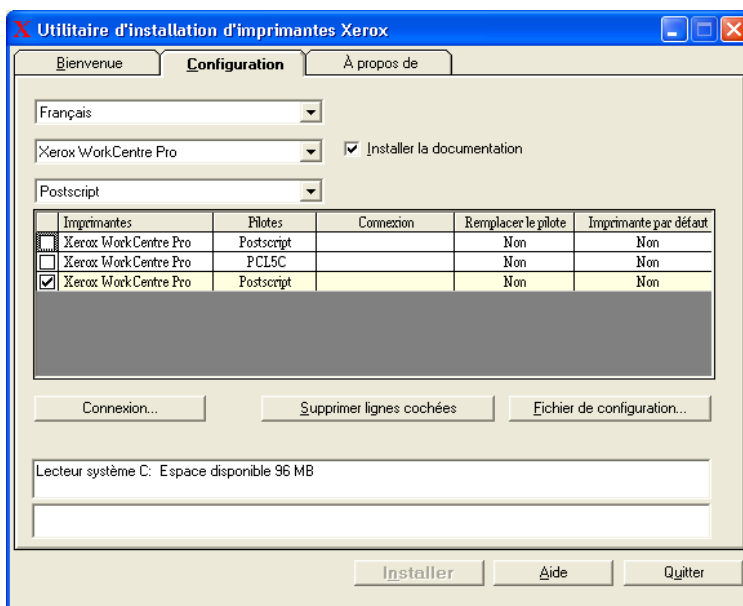 X Utilitaire d'installation d'imprimantes Xerox
Bienvenue Configuration À propos de
Français
Xerox WorkCentre Pro Installer la documentation
Postscript
Imprimantes Pilotes Connexion Remplacer le pilote Imprimante par défaut
Xerox WorkCentre Pro Postscript Non Non
Xerox WorkCentre Pro PCL5C Non Non
Xerox WorkCentre Pro Postscript Non Non
Connexion... Supprimer lignes cochées Fichier de configuration...
Lecteur système C: Espace disponible 96 MB
Installer Aide Quitter